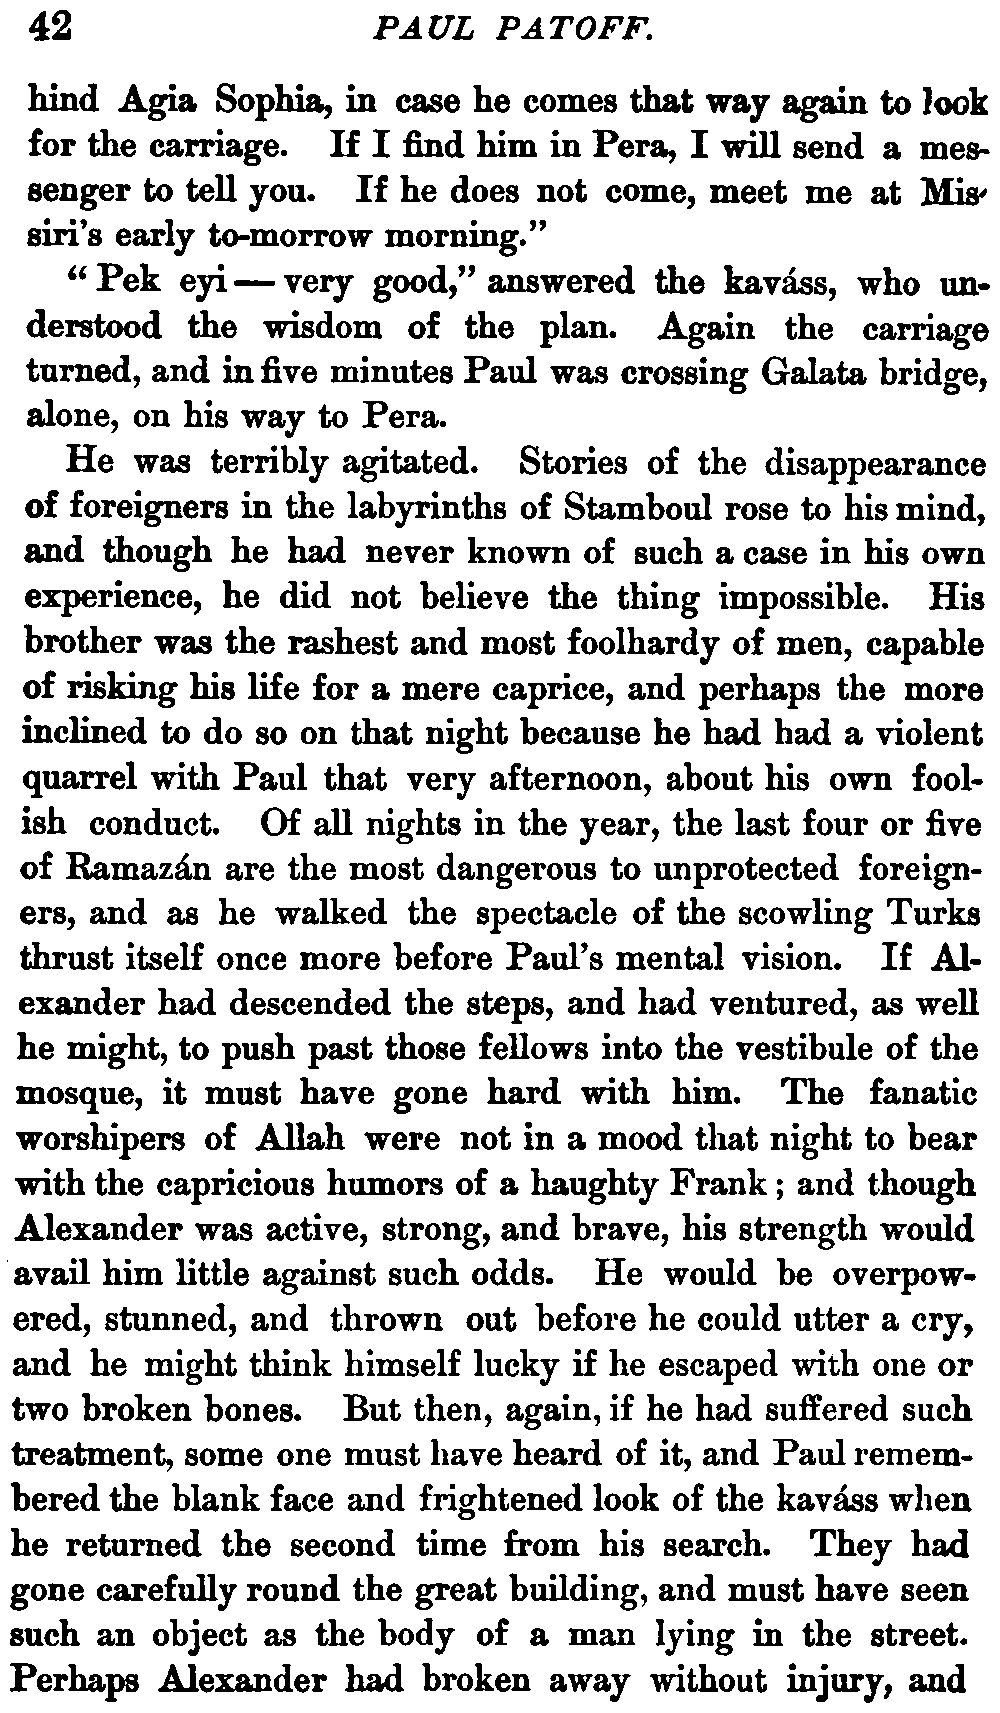 42 PAUL PATOFF.
hind Agia Sophia, in case he comes that way again to look
for the carriage. If I find him in Pera, I will send a mes-
senger to tell you. If he does not come, meet me at Mis-
siri's early to-morrow morning."
"Pek eyi — very good," answered the kaváss, who un-
derstood the wisdom of the plan. Again the carriage
turned, and in five minutes Paul was crossing Galata bridge,
alone, on his way to Pera.
He was terribly agitated. Stories of the disappearance
of foreigners in the labyrinths of Stamboul rose to his mind,
and though he had never known of such a case in his own
experience, he did not believe the thing impossible. His
brother was the rashest and most foolhardy of men, capable
of risking his life for a mere caprice, and perhaps the more
inclined to do so on that night because he had had a violent
quarrel with Paul that very afternoon, about his own fool-
ish conduct. Of all nights in the year, the last four or five
of Ramazán are the most dangerous to unprotected foreign-
ers, and as he walked the spectacle of the scowling Turks
thrust itself once more before Paul's mental vision. If Al-
exander had descended the steps, and had ventured, as well
he might, to push past those fellows into the vestibule of the
mosque, it must have gone hard with him. The fanatic
worshipers of Allah were not in a mood that night to bear
with the capricious humors of a haughty Frank; and though
Alexander was active, strong, and brave, his strength would
avail him little against such odds. He would be overpow-
ered, stunned, and thrown out before he could utter a cry,
and he might think himself lucky if he escaped with one or
two broken bones. But then, again, if he had suffered such
treatment, some one must have heard of it, and Paul remem-
bered the blank face and frightened look of the kaváss when
he returned the second time from his search. They had
gone carefully round the great building, and must have seen
such an object as the body of a man lying in the street.
Perhaps Alexander had broken away without injury, and